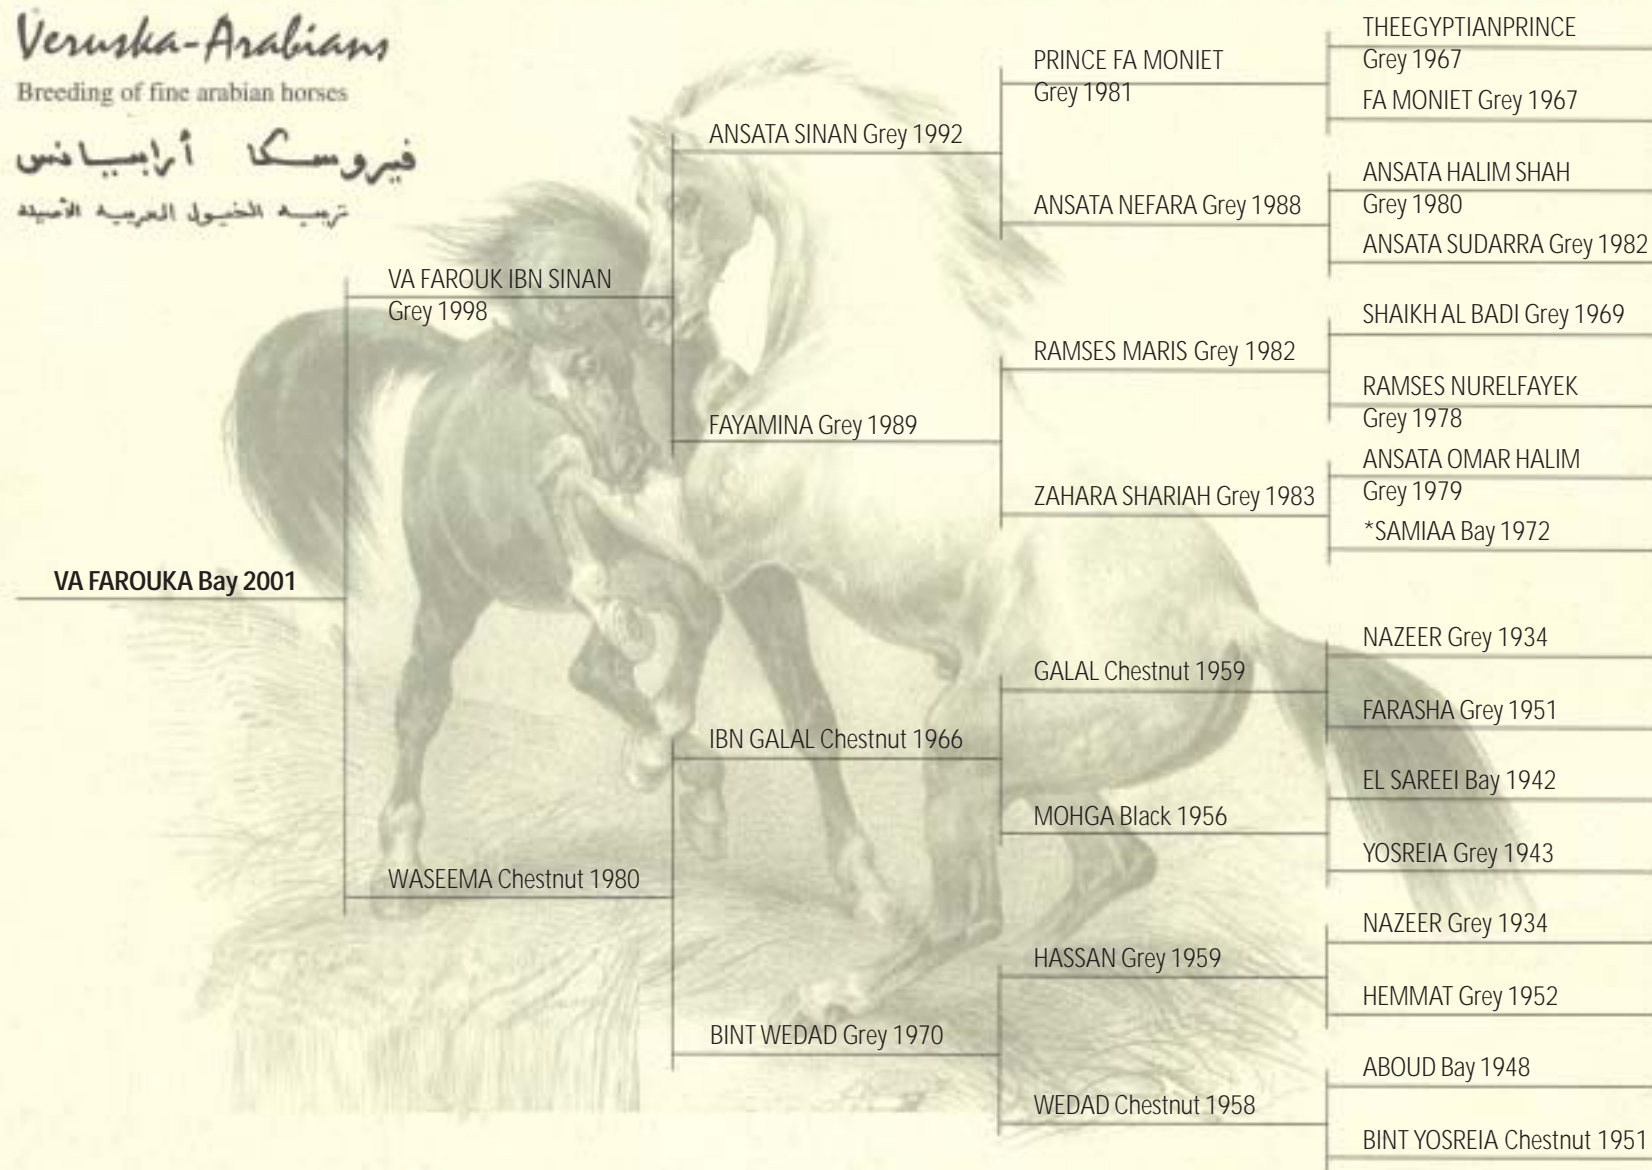 Veruska-Arabians
Breeding of fine arabian horses
فيروسكا أرابيانس
تربيه الخيول العربيه الأصيله
THEEGYPTIANPRINCE
Grey 1967
PRINCE FA MONIET
Grey 1981
FA MONIET Grey 1967
ANSATA SINAN Grey 1992
ANSATA HALIM SHAH
Grey 1980
ANSATA NEFARA Grey 1988
ANSATA SUDARRA Grey 1982
VA FAROUK IBN SINAN
Grey 1998
SHAIKH AL BADI Grey 1969
RAMSES MARIS Grey 1982
RAMSES NURELFAYEK
Grey 1978
FAYAMINA Grey 1989
ANSATA OMAR HALIM
Grey 1979
ZAHARA SHARIAH Grey 1983
*SAMIAA Bay 1972
VA FAROUKA Bay 2001
NAZEER Grey 1934
GALAL Chestnut 1959
FARASHA Grey 1951
IBN GALAL Chestnut 1966
EL SAREEI Bay 1942
MOHGA Black 1956
YOSREIA Grey 1943
WASEEMA Chestnut 1980
NAZEER Grey 1934
HASSAN Grey 1959
HEMMAT Grey 1952
BINT WEDAD Grey 1970
ABOUD Bay 1948
WEDAD Chestnut 1958
BINT YOSREIA Chestnut 1951